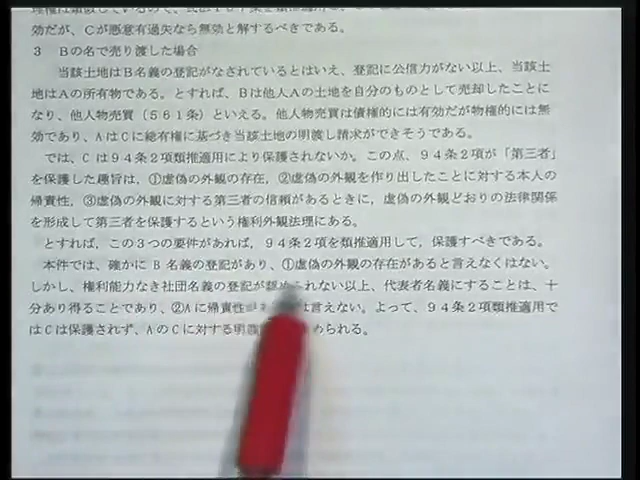 効だが、Cが悪意有過失なら無効と解するべきである。
3　Bの名で売り渡した場合
当該土地はB名義の登記がなされているとはいえ、登記に公信力がない以上、当該土
地はAの所有物である。とすれば、Bは他人Aの土地を自分のものとして売却したことに
なり、他人物売買（561条）といえる。他人物売買は債権的には有効だが物権的には無
効であり、AはCに総有権に基づき当該土地の明渡し請求ができそうである。
では、Cは94条2項類推適用により保護されないか。この点、94条2項が「第三者」
を保護した趣旨は、①虚偽の外観の存在，②虚偽の外観を作り出したことに対する本人の
帰責性，③虚偽の外観に対する第三者の信頼があるときに，虚偽の外観どおりの法律関係
を形成して第三者を保護するという権利外観法理にある。
とすれば，この3つの要件があれば，94条2項を類推適用して，保護すべきである。
本件では、確かに B 名義の登記があり、①虚偽の外観の存在があると言えなくはない。
しかし、権利能力なき社団名義の登記が認められない以上、代表者名義にすることは、十
分あり得ることであり、②Aに帰責性 は言えない。よって、94条2項類推適用で
はCは保護されず、AのCに対する明 められる。